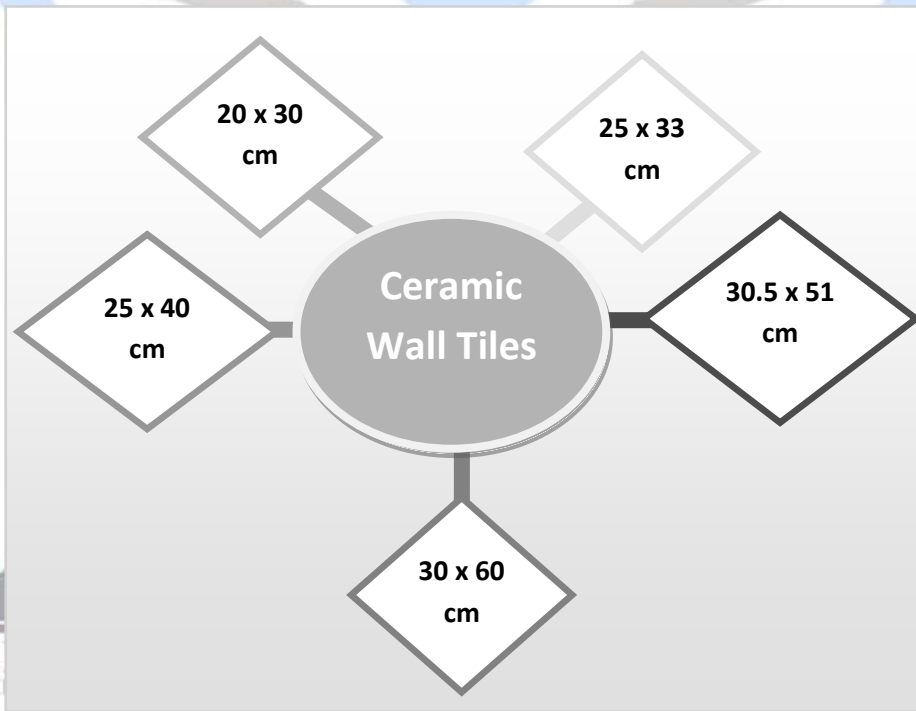 20 x 30
cm
25 x 33
cm
Ceramic
Wall Tiles
25 x 40
cm
30.5 x 51
cm
30 x 60
cm